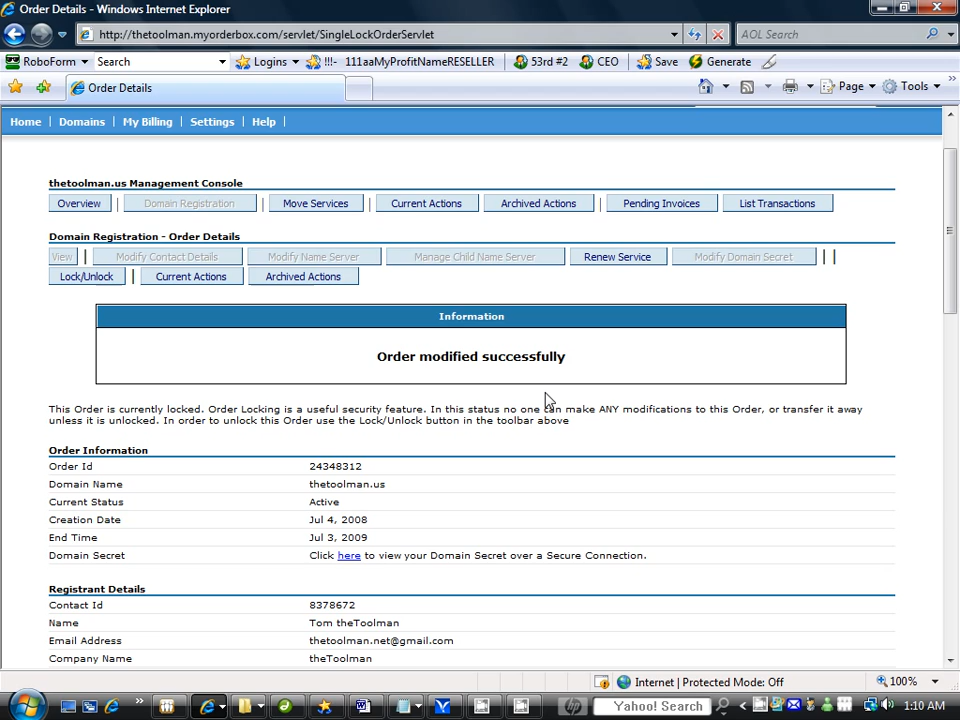 Order Details - Windows Internet Explorer
http://thetoolman.myorderbox.com/servlet/SingleLockOrderServlet
AOL Search
RoboForm Search Logins !!!- 111aaMyProfitNameRESELLER 53rd #2 CEO Save Generate
Order Details Page Tools
Home Domains My Billing Settings Help
thetoolman.us Management Console
Overview | Domain Registration | Move Services | Current Actions Archived Actions | Pending Invoices List Transactions
Domain Registration - Order Details
View | Modify Contact Details Modify Name Server Manage Child Name Server Renew Service Modify Domain Secret | |
Lock/Unlock | Current Actions Archived Actions
Information
Order modified successfully
This Order is currently locked. Order Locking is a useful security feature. In this status no one can make ANY modifications to this Order, or transfer it away
unless it is unlocked. In order to unlock this Order use the Lock/Unlock button in the toolbar above
Order Information
Order Id 24348312
Domain Name thetoolman.us
Current Status Active
Creation Date Jul 4, 2008
End Time Jul 3, 2009
Domain Secret Click here to view your Domain Secret over a Secure Connection.
Registrant Details
Contact Id 8378672
Name Tom theToolman
Email Address thetoolman.net@gmail.com
Company Name theToolman
Internet | Protected Mode: Off 100%
Yahoo! Search 1:10 AM